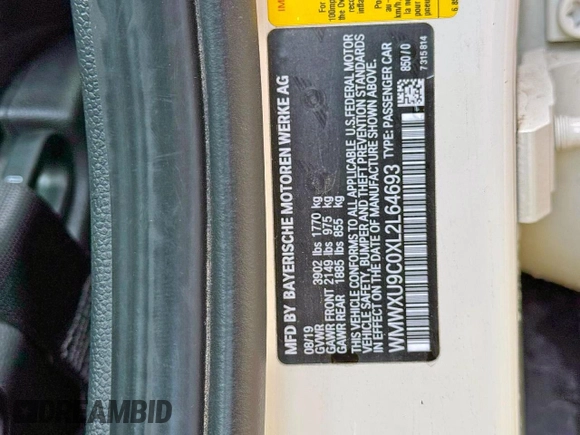 MFD BY BAYERISCHE MOTOREN WERKE AG
08/19
GVWR 3902 lbs 1770 kg
GAWR FRONT 2149 lbs 975 kg
GAWR REAR 1885 lbs 855 kg
THIS VEHICLE CONFORMS TO ALL APPLICABLE U.S. FEDERAL MOTOR
VEHICLE SAFETY, BUMPER AND THEFT PREVENTION STANDARDS
IN EFFECT ON THE DATE OF MANUFACTURE SHOWN ABOVE.
WMWXU9C0XL2L64693 TYPE: PASSENGER CAR
850/0
7 315 814
DREAMBID